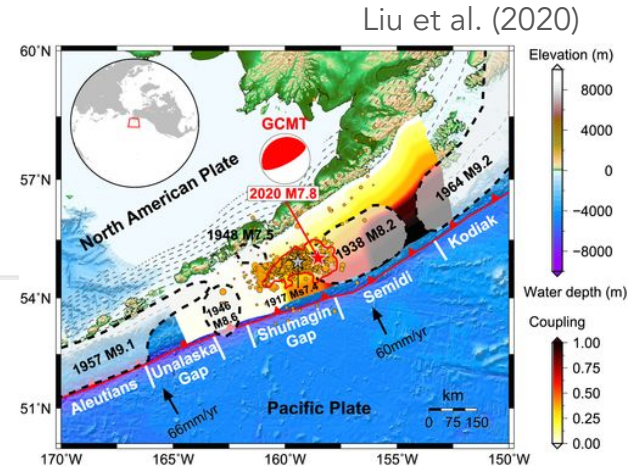 Liu et al. (2020)
60°N
57°N
54°N
51°N
170°W
165°W
160°W
155°W
150°W
GCMT
2020 M7.8
North American Plate
1948 M7.5
1938 M8.2
1964 M9.2
1946
M8.6
1917 Ms7.4
1957 M9.1
Kodiak
Semidi
Shumagin
Gap
Unalaska
Gap
Aleutians
60mm/yr
66mm/yr
Pacific Plate
km
0 75 150
Elevation (m)
8000
4000
0
−4000
−8000
Water depth (m)
Coupling
1.00
0.75
0.50
0.25
0.00